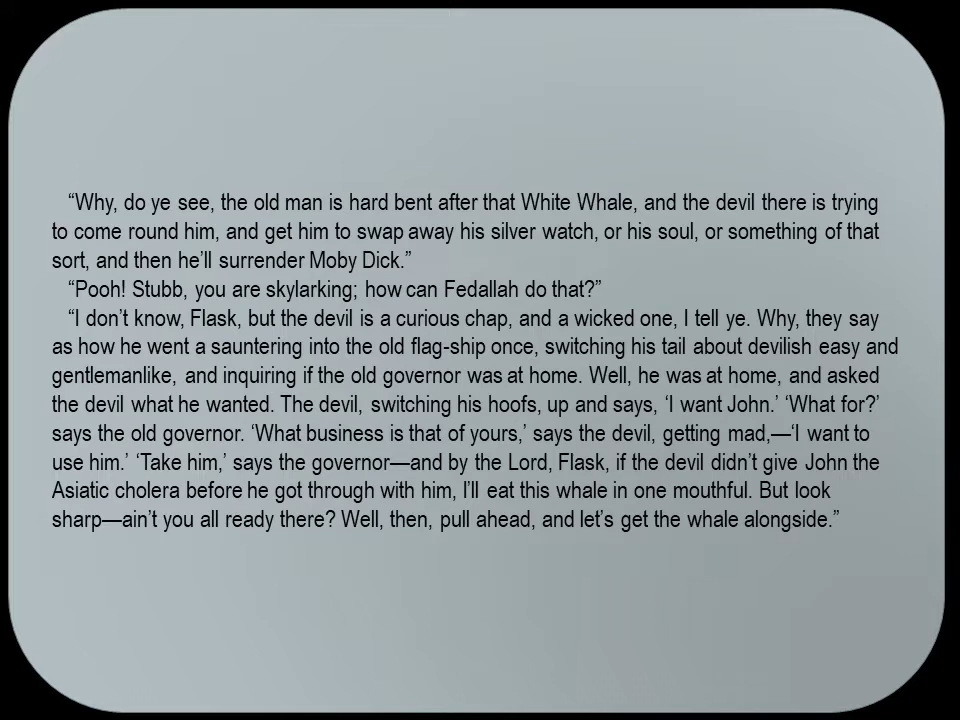 “Why, do ye see, the old man is hard bent after that White Whale, and the devil there is trying
to come round him, and get him to swap away his silver watch, or his soul, or something of that
sort, and then he’ll surrender Moby Dick.”
“Pooh! Stubb, you are skylarking; how can Fedallah do that?”
“I don’t know, Flask, but the devil is a curious chap, and a wicked one, I tell ye. Why, they say
as how he went a sauntering into the old flag-ship once, switching his tail about devilish easy and
gentlemanlike, and inquiring if the old governor was at home. Well, he was at home, and asked
the devil what he wanted. The devil, switching his hoofs, up and says, ‘I want John.’ ‘What for?’
says the old governor. ‘What business is that of yours,’ says the devil, getting mad,—‘I want to
use him.’ ‘Take him,’ says the governor—and by the Lord, Flask, if the devil didn’t give John the
Asiatic cholera before he got through with him, I’ll eat this whale in one mouthful. But look
sharp—ain’t you all ready there? Well, then, pull ahead, and let’s get the whale alongside.”